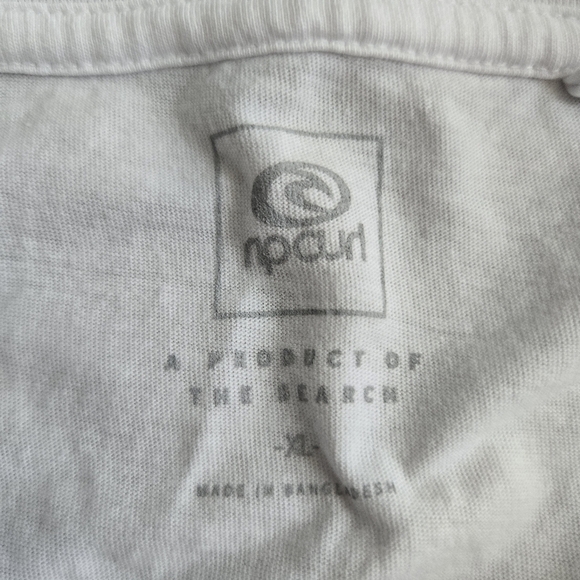 ripcurl
A PRODUCT OF
THE SEARCH
-XL-
MADE IN BANGLADESH